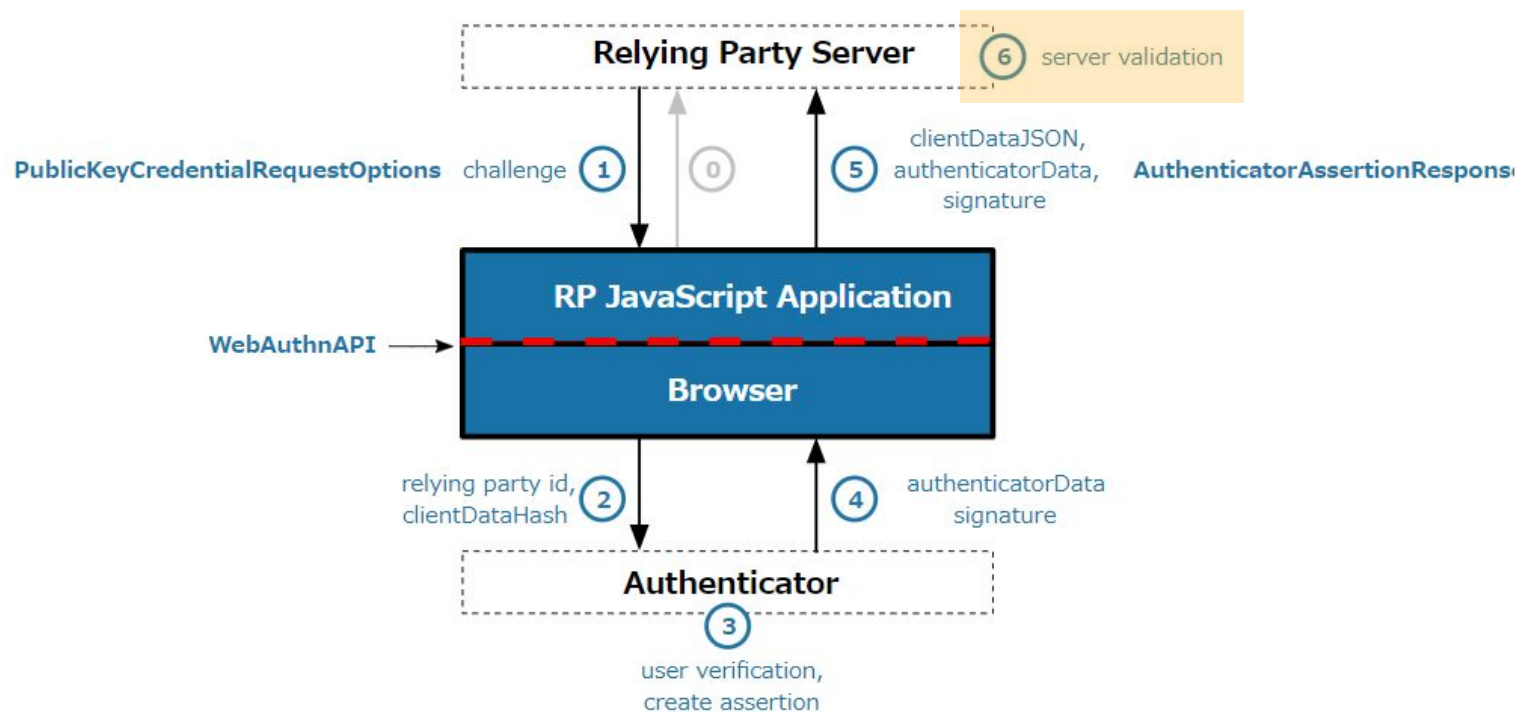 Relying Party Server
6 server validation
PublicKeyCredentialRequestOptions challenge 1
0
5
clientDataJSON,
authenticatorData,
signature
AuthenticatorAssertionRespons
RP JavaScript Application
WebAuthnAPI
Browser
relying party id,
clientDataHash
2
4
authenticatorData
signature
Authenticator
3
user verification,
create assertion